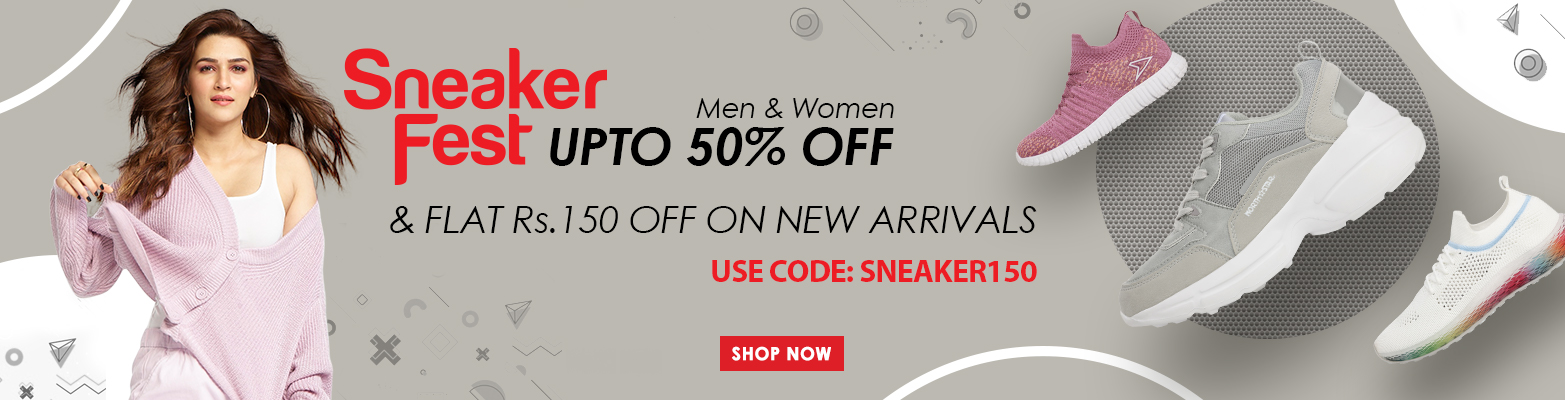 Sneaker
Fest
Men & Women
UPTO 50% OFF
& FLAT Rs.150 OFF ON NEW ARRIVALS
USE CODE: SNEAKER150
SHOP NOW